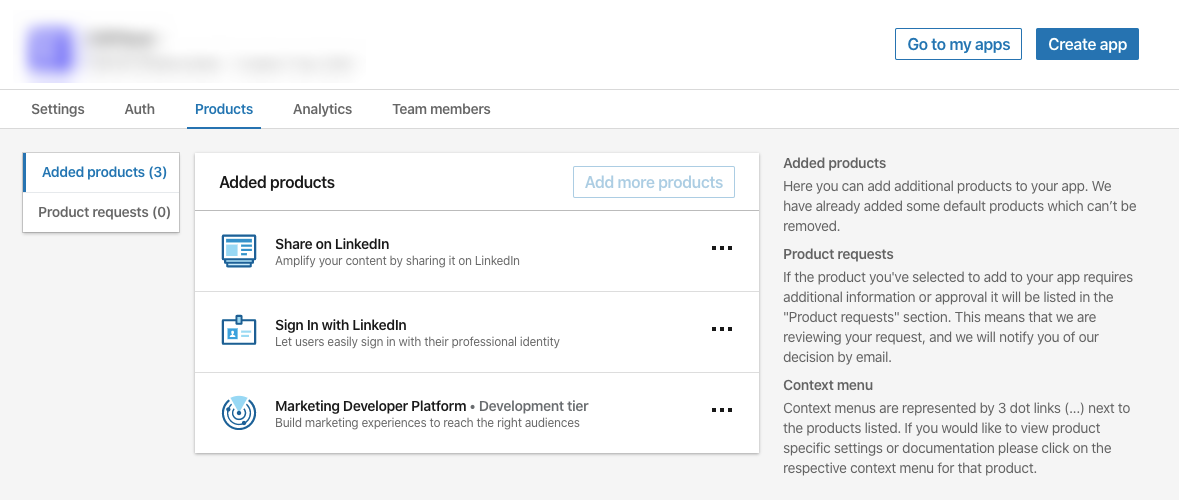 Go to my apps
Create app
Settings
Auth
Products
Analytics
Team members
Added products (3)
Product requests (0)
Added products
Add more products
Share on LinkedIn
Amplify your content by sharing it on LinkedIn
Sign In with LinkedIn
Let users easily sign in with their professional identity
Marketing Developer Platform • Development tier
Build marketing experiences to reach the right audiences
Added products
Here you can add additional products to your app. We
have already added some default products which can't be
removed.
Product requests
If the product you've selected to add to your app requires
additional information or approval it will be listed in the
"Product requests" section. This means that we are
reviewing your request, and we will notify you of our
decision by email.
Context menu
Context menus are represented by 3 dot links (...) next to
the products listed. If you would like to view product
specific settings or documentation please click on the
respective context menu for that product.